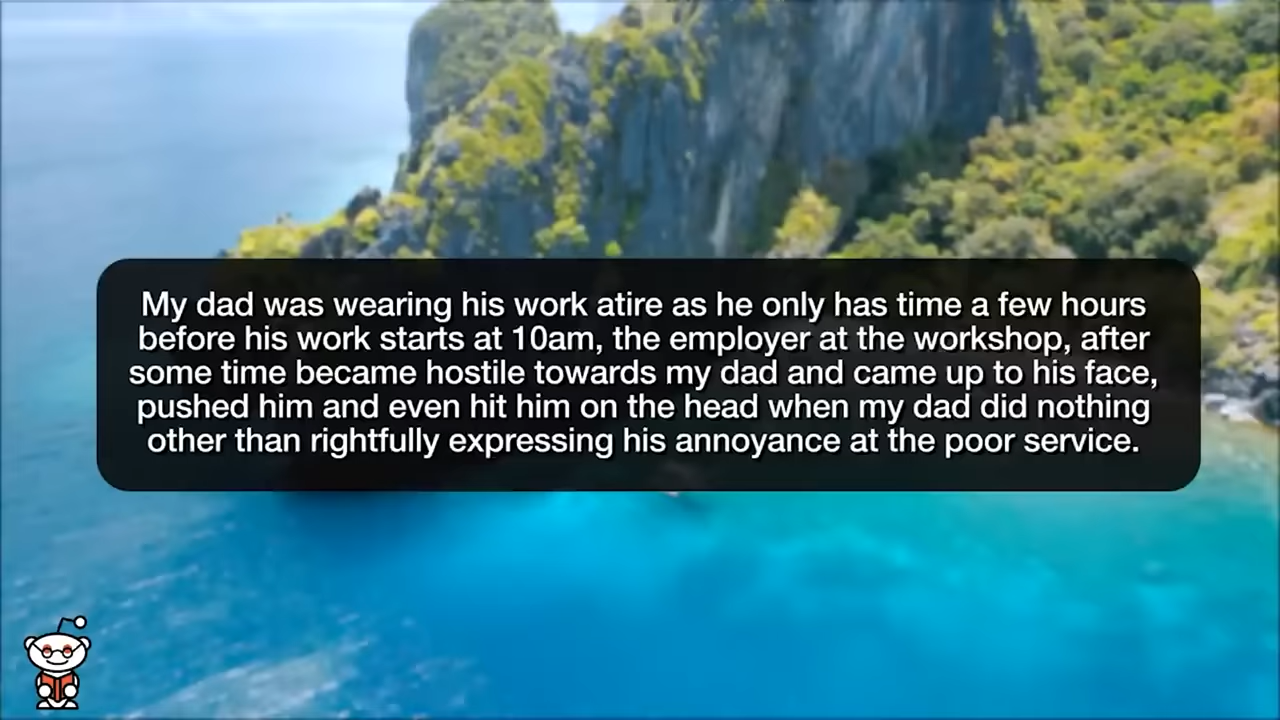 My dad was wearing his work atire as he only has time a few hours
before his work starts at 10am, the employer at the workshop, after
some time became hostile towards my dad and came up to his face,
pushed him and even hit him on the head when my dad did nothing
other than rightfully expressing his annoyance at the poor service.